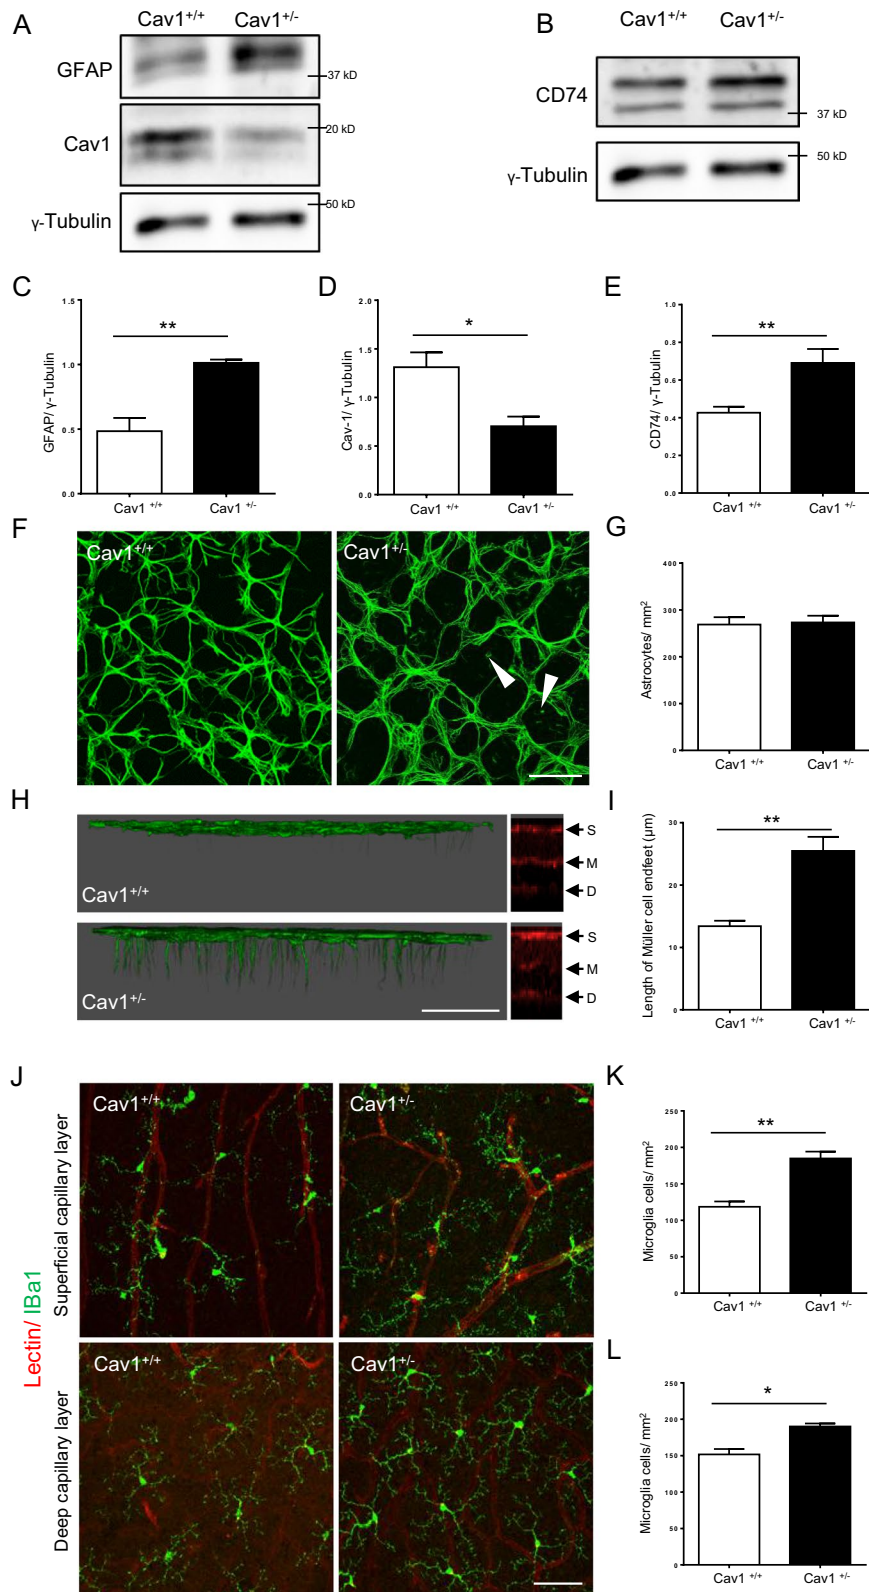 A
Cav1+/+
Cav1+/-
GFAP
37 kD
Cav1
20 kD
γ-Tubulin
50 kD
B
Cav1+/+
Cav1+/-
CD74
37 kD
γ-Tubulin
50 kD
C
GFAP/ γ-Tubulin
1.5
1.0
0.5
0.0
**
Cav1 +/+
Cav1 +/-
D
Cav-1/ γ-Tubulin
2.0
1.5
1.0
0.5
0.0
*
Cav1 +/+
Cav1 +/-
E
CD74/ γ-Tubulin
1.0
0.8
0.6
0.4
0.2
0.0
**
Cav1 +/+
Cav1 +/-
F
Cav1+/+
Cav1+/-
G
Astrocytes/ mm2
400
300
200
100
0
Cav1 +/+
Cav1 +/-
H
Cav1+/+
S
M
D
Cav1+/-
S
M
D
I
Length of Müller cell endfeet (μm)
30
20
10
0
**
Cav1 +/+
Cav1 +/-
J
Lectin/ IBa1
Superficial capillary layer
Cav1+/+
Cav1+/-
Deep capillary layer
Cav1+/+
Cav1+/-
K
Microglia cells/ mm2
250
200
150
100
50
0
**
Cav1 +/+
Cav1 +/-
L
Microglia cells/ mm2
250
200
150
100
50
0
*
Cav1 +/+
Cav1 +/-